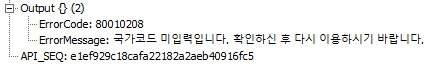 Output {} (2)
ErrorCode: 80010208
ErrorMessage: 국가코드 미입력입니다. 확인하신 후 다시 이용하시기 바랍니다.
API_SEQ: e1ef929c18cafa22182a2aeb40916fc5